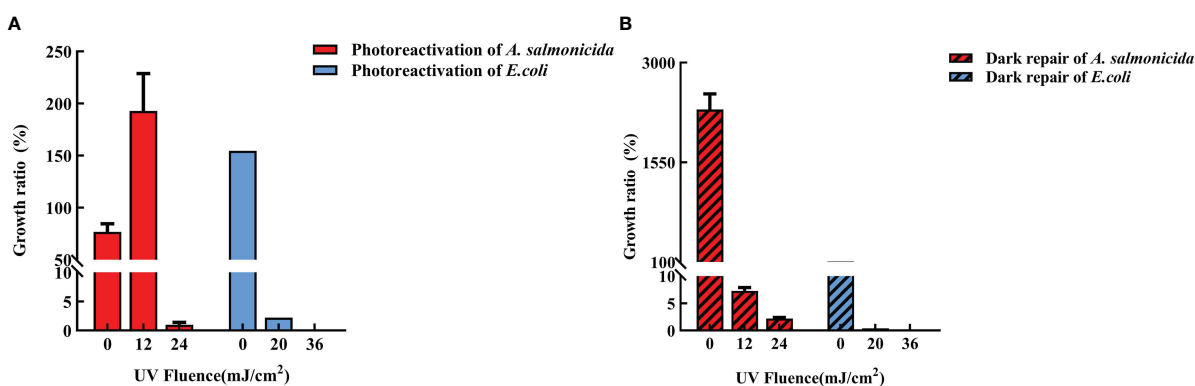 A
Photoreactivation of A. salmonicida
Photoreactivation of E.coli
Growth ratio (%)
250
200
150
100
50
10
5
0
0 12 24 0 20 36
UV Fluence(mJ/cm²)
B
Dark repair of A. salmonicida
Dark repair of E.coli
Growth ratio (%)
3000
1550
100
10
5
0
0 12 24 0 20 36
UV Fluence(mJ/cm²)